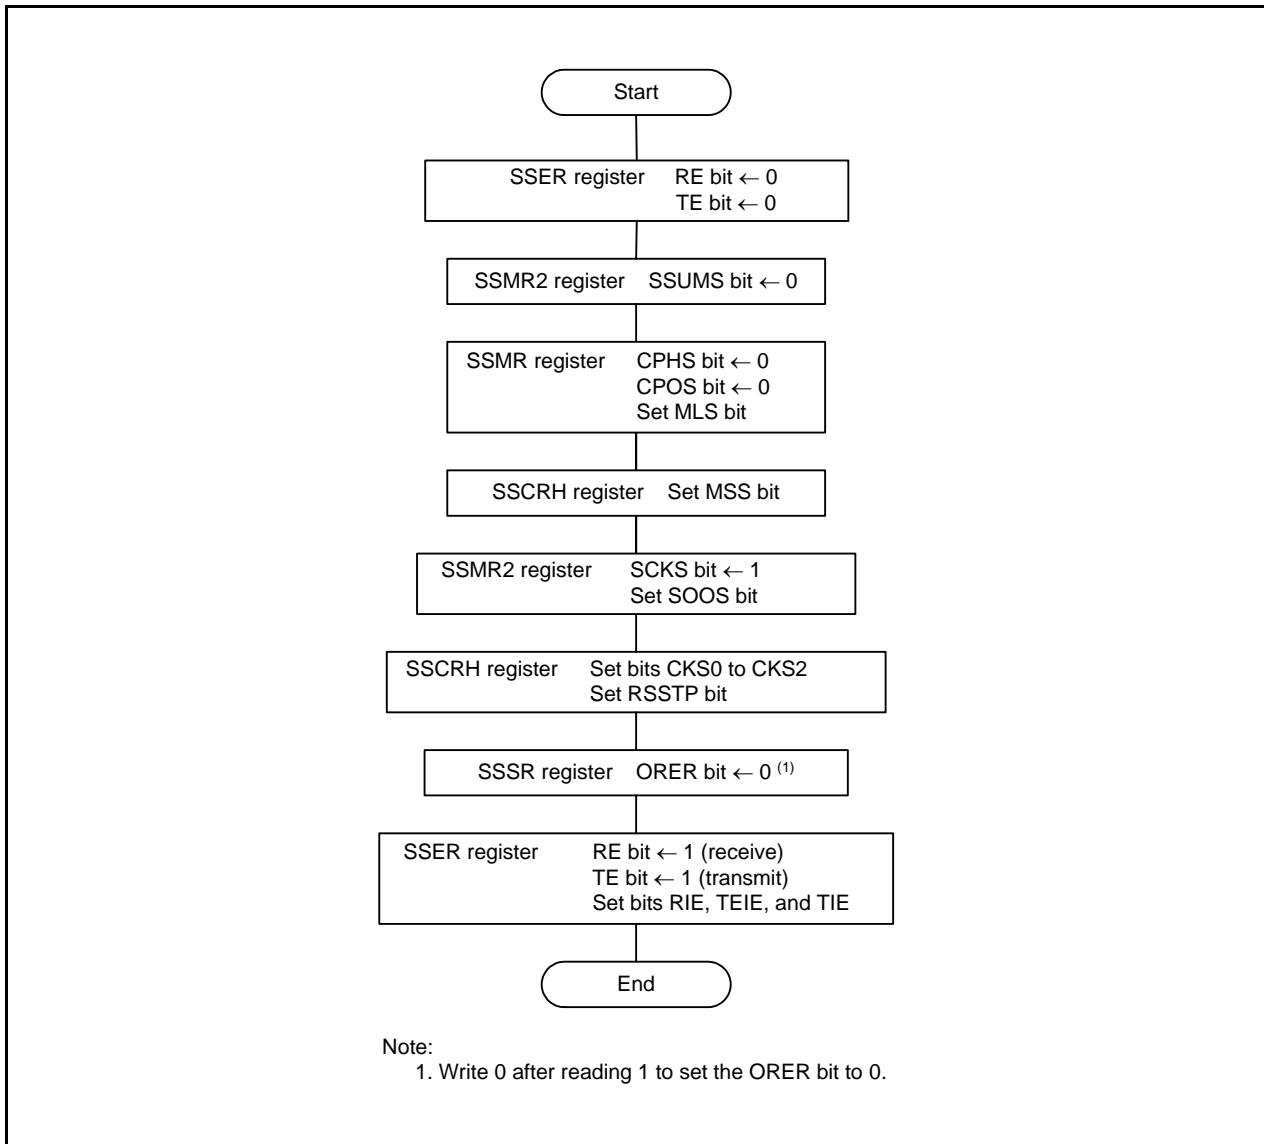 Start
SSER register RE bit ← 0
TE bit ← 0
SSMR2 register SSUMS bit ← 0
SSMR register CPHS bit ← 0
CPOS bit ← 0
Set MLS bit
SSCRH register Set MSS bit
SSMR2 register SCKS bit ← 1
Set SOOS bit
SSCRH register Set bits CKS0 to CKS2
Set RSSTP bit
SSSR register ORER bit ← 0 (1)
SSER register RE bit ← 1 (receive)
TE bit ← 1 (transmit)
Set bits RIE, TEIE, and TIE
End
Note:
1. Write 0 after reading 1 to set the ORER bit to 0.